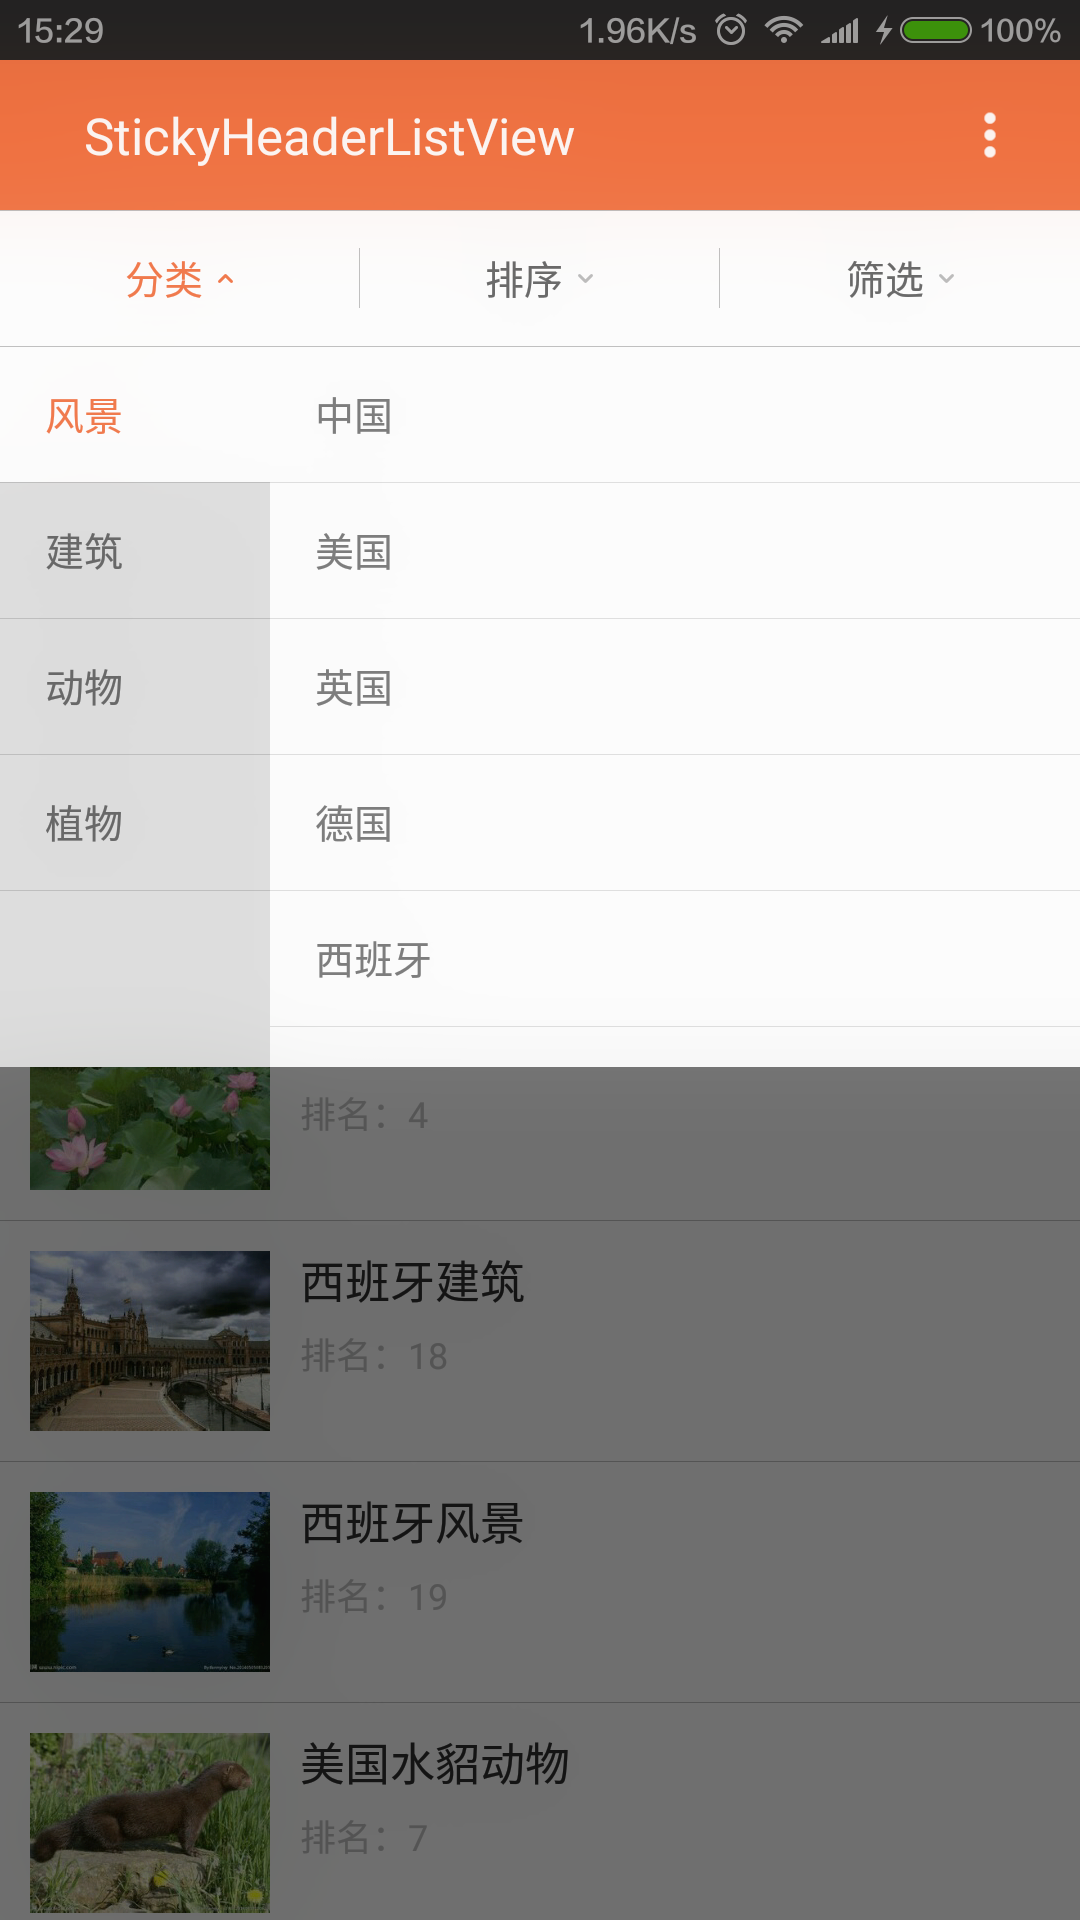 15:29 1.96K/s 100%
StickyHeaderListView
分类 排序 筛选
风景 中国
建筑 美国
动物 英国
植物 德国
西班牙
排名：4
西班牙建筑
排名：18
西班牙风景
排名：19
美国水貂动物
排名：7